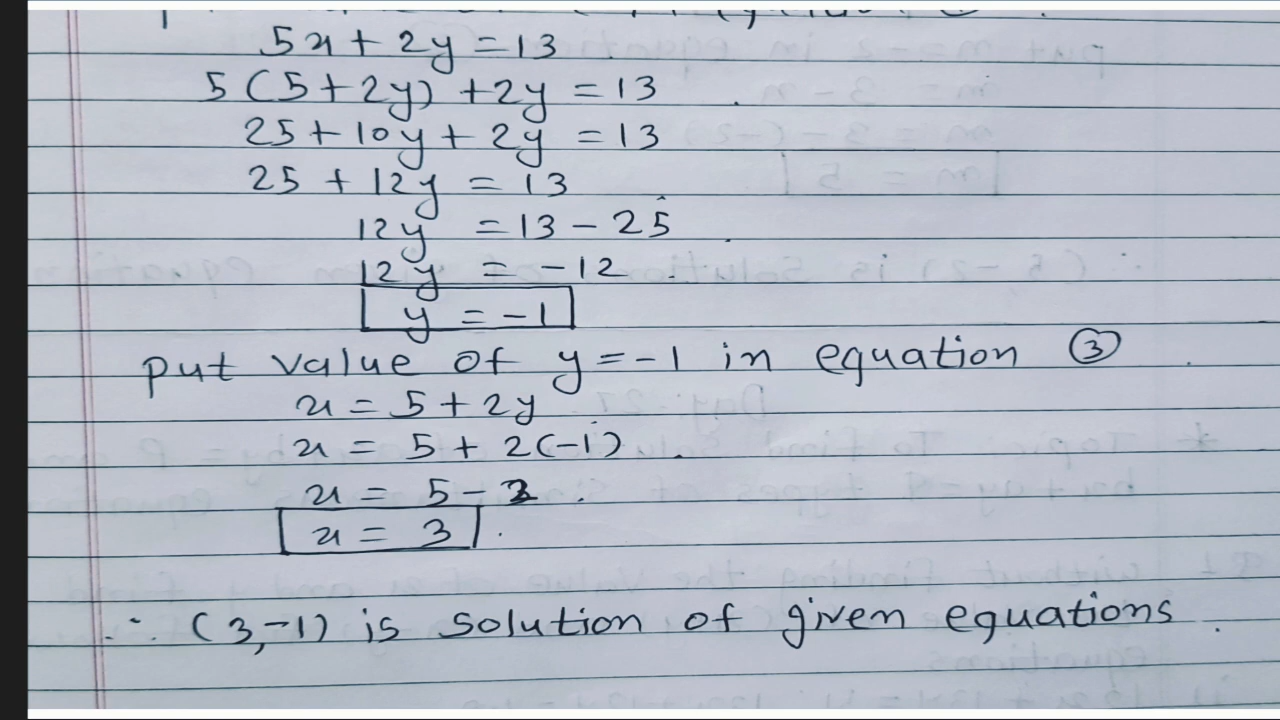 5x + 2y = 13
5(5+2y) + 2y = 13
25 + 10y + 2y = 13
25 + 12y = 13
12y = 13 - 25
12y = -12
y = -1
put value of y = -1 in equation ③
x = 5 + 2y
x = 5 + 2(-1)
x = 5 - 2
x = 3
∴ (3,-1) is solution of given equations.